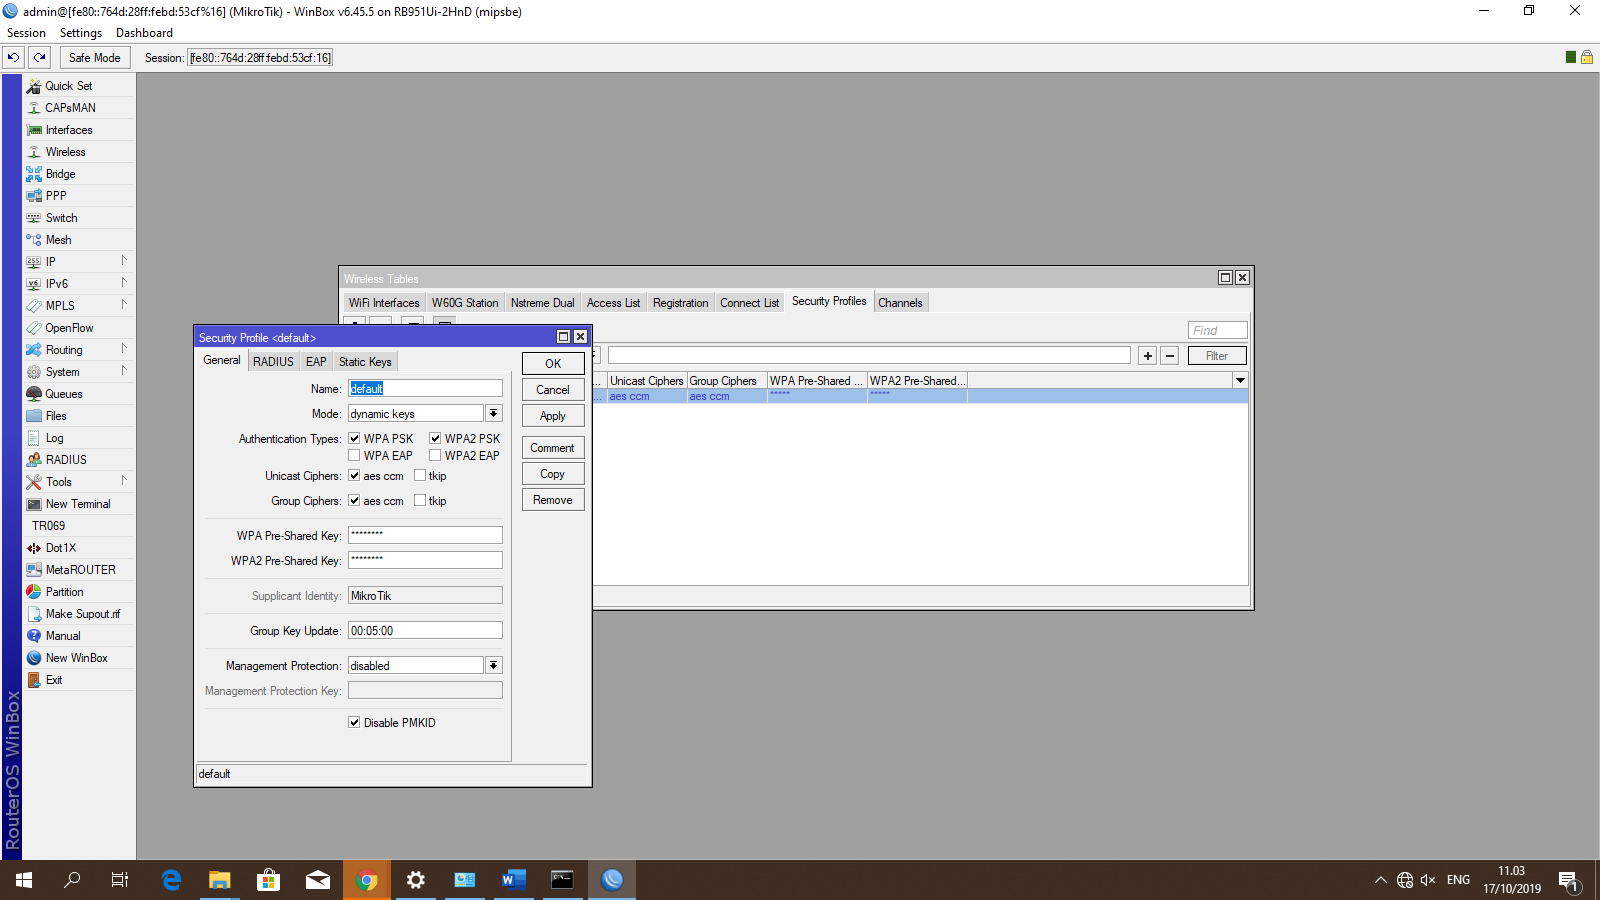 admin@[fe80::764d:28ff:febd:53cf%16] (MikroTik) - WinBox v6.45.5 on RB951Ui-2HnD (mipsbe)
Session Settings Dashboard
Safe Mode Session: [fe80::764d:28ff:febd:53cf:16]
Quick Set
CAPsMAN
Interfaces
Wireless
Bridge
PPP
Switch
Mesh
IP
IPv6
MPLS
OpenFlow
Routing
System
Queues
Files
Log
RADIUS
Tools
New Terminal
TR069
Dot1X
MetaROUTER
Partition
Make Supout.rif
Manual
New WinBox
Exit
RouterOS WinBox
Wireless Tables
WiFi Interfaces W60G Station Nstreme Dual Access List Registration Connect List Security Profiles Channels
Find
Filter
... Unicast Ciphers Group Ciphers WPA Pre-Shared ... WPA2 Pre-Shared...
... aes ccm aes ccm ***** *****
Security Profile <default>
General RADIUS EAP Static Keys
OK
Cancel
Apply
Comment
Copy
Remove
Name: default
Mode: dynamic keys
Authentication Types: WPA PSK WPA2 PSK
WPA EAP WPA2 EAP
Unicast Ciphers: aes ccm tkip
Group Ciphers: aes ccm tkip
WPA Pre-Shared Key: ********
WPA2 Pre-Shared Key: ********
Supplicant Identity: MikroTik
Group Key Update: 00:05:00
Management Protection: disabled
Management Protection Key:
Disable PMKID
default
ENG
11.03
17/10/2019
1